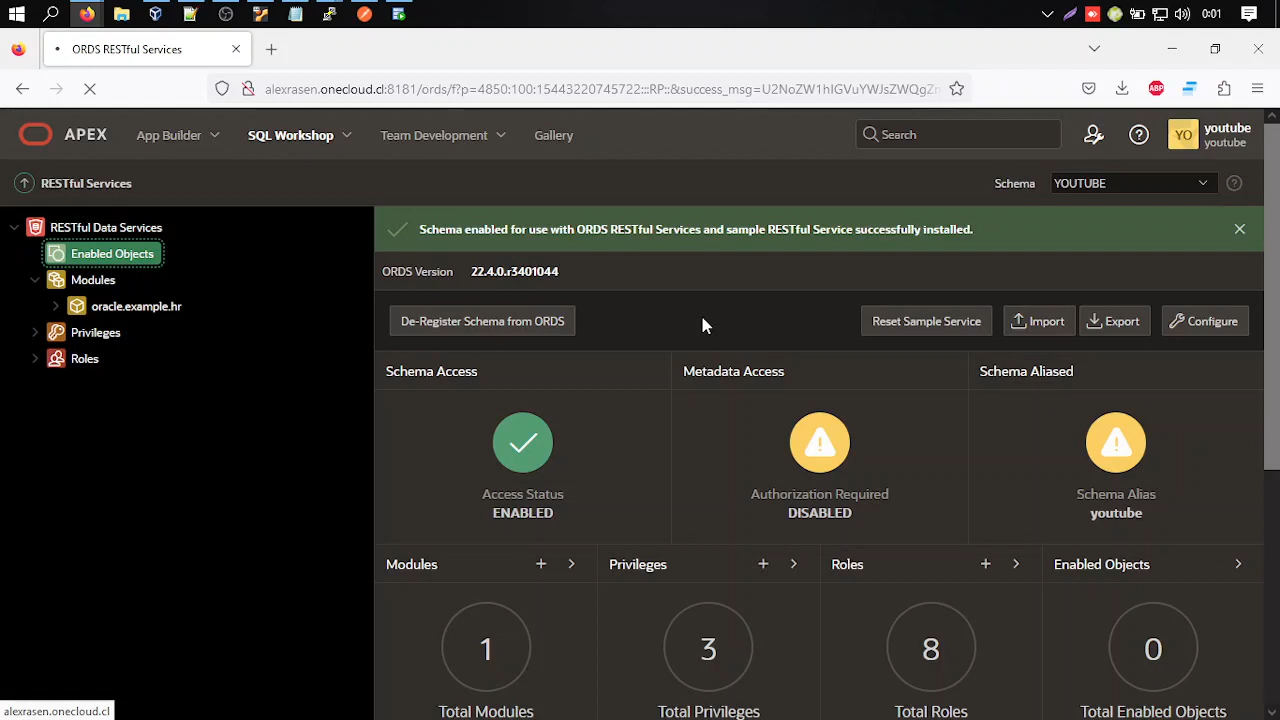 0:01
ORDS RESTful Services
alexrasen.onecloud.cl:8181/ords/f?p=4850:100:15443220745722:::RP::&success_msg=U2NoZW1hIGVuYWJsZWQgZ
ABP
APEX
App Builder
SQL Workshop
Team Development
Gallery
Search
YO
youtube
youtube
RESTful Services
Schema
YOUTUBE
RESTful Data Services
Enabled Objects
Modules
oracle.example.hr
Privileges
Roles
Schema enabled for use with ORDS RESTful Services and sample RESTful Service successfully installed.
ORDS Version 22.4.0.r3401044
De-Register Schema from ORDS
Reset Sample Service
Import
Export
Configure
Schema Access
Metadata Access
Schema Aliased
Access Status
ENABLED
Authorization Required
DISABLED
Schema Alias
youtube
Modules
Privileges
Roles
Enabled Objects
1
3
8
0
Total Modules
Total Privileges
Total Roles
Total Enabled Objects
alexrasen.onecloud.cl